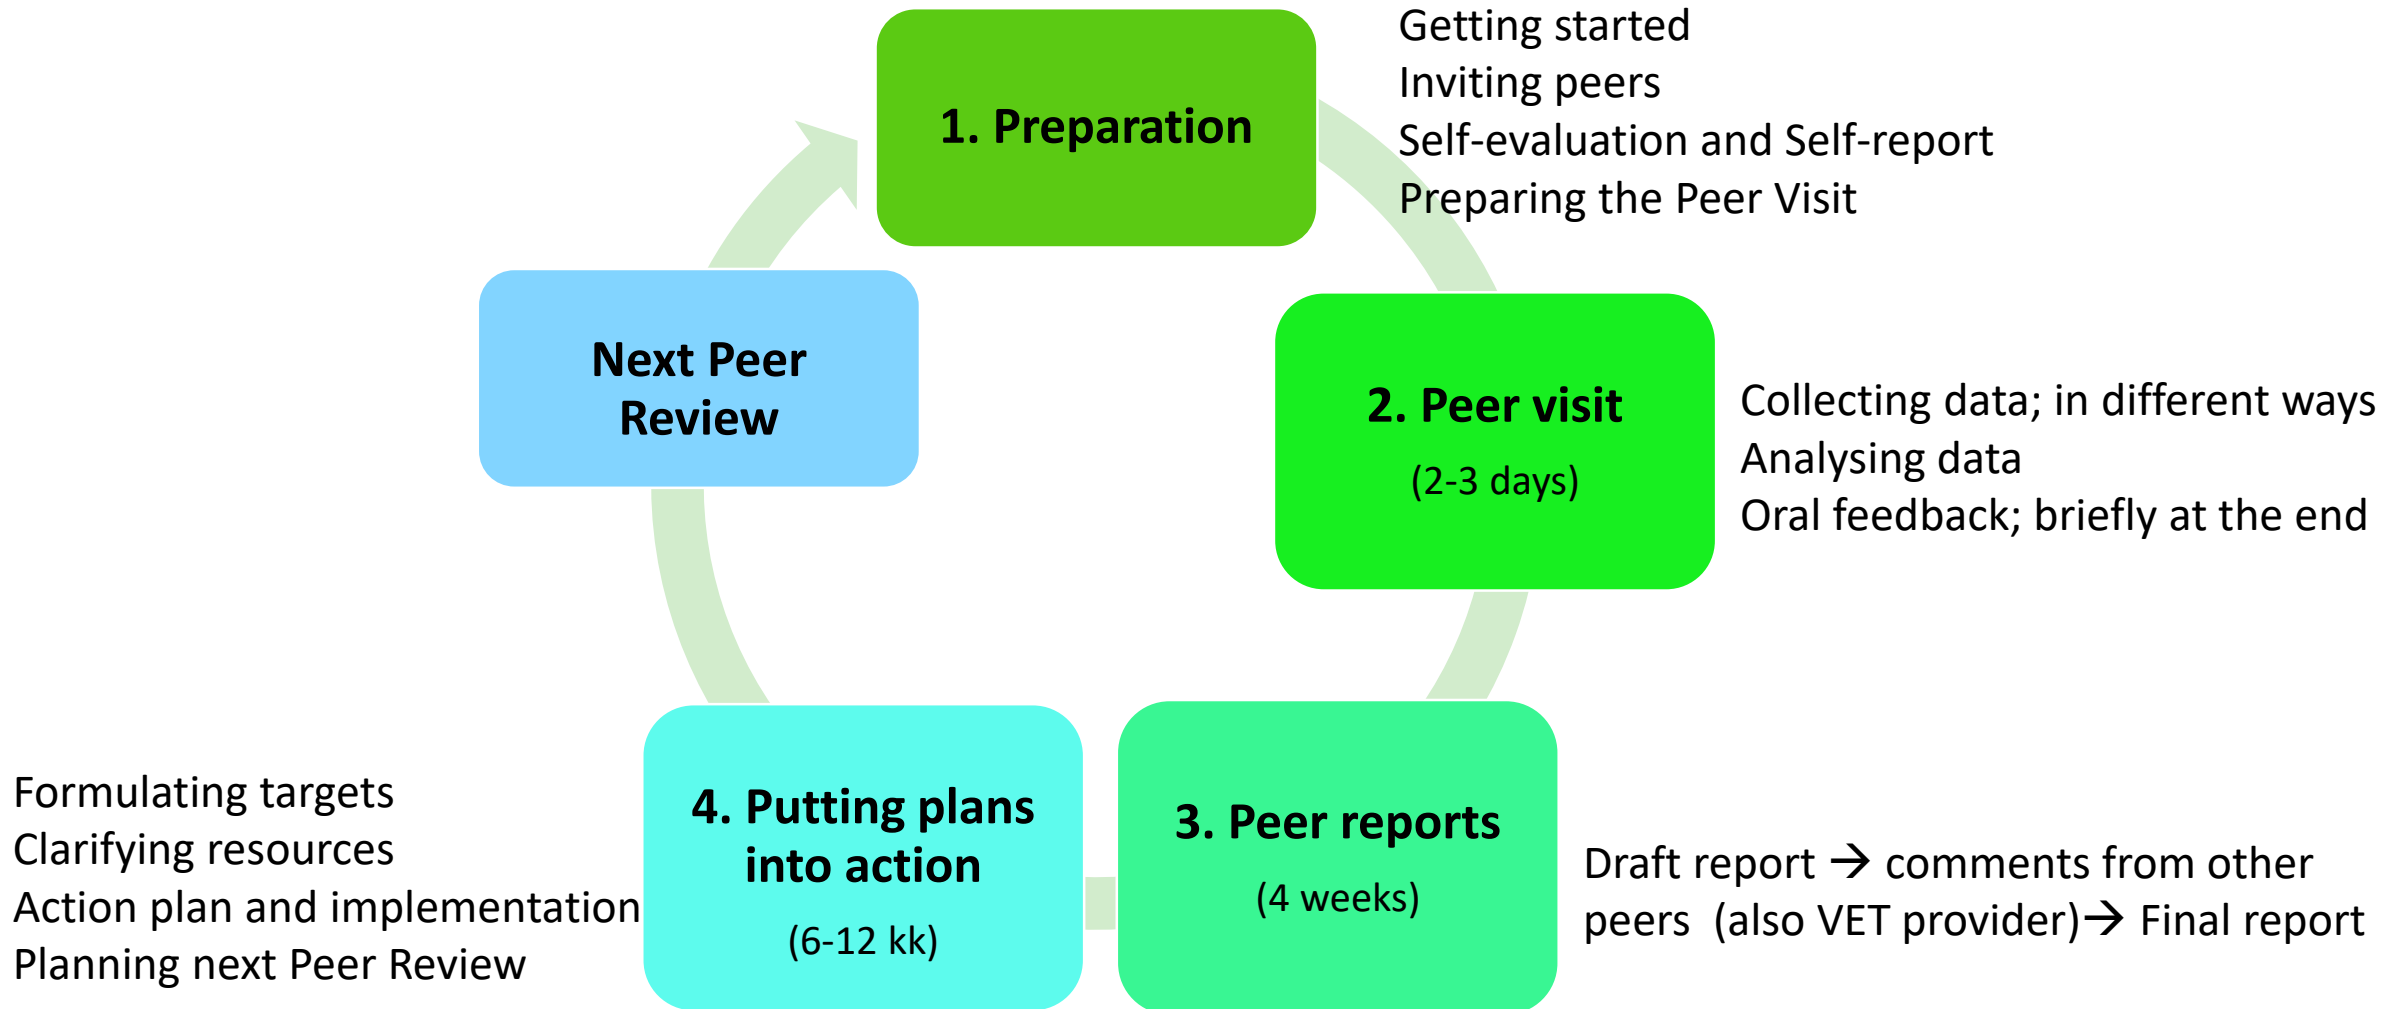 1. Preparation
Getting started
Inviting peers
Self-evaluation and Self-report
Preparing the Peer Visit
2. Peer visit
(2-3 days)
Collecting data; in different ways
Analysing data
Oral feedback; briefly at the end
3. Peer reports
(4 weeks)
Draft report → comments from other
peers (also VET provider)→ Final report
4. Putting plans
into action
(6-12 kk)
Formulating targets
Clarifying resources
Action plan and implementation
Planning next Peer Review
Next Peer
Review